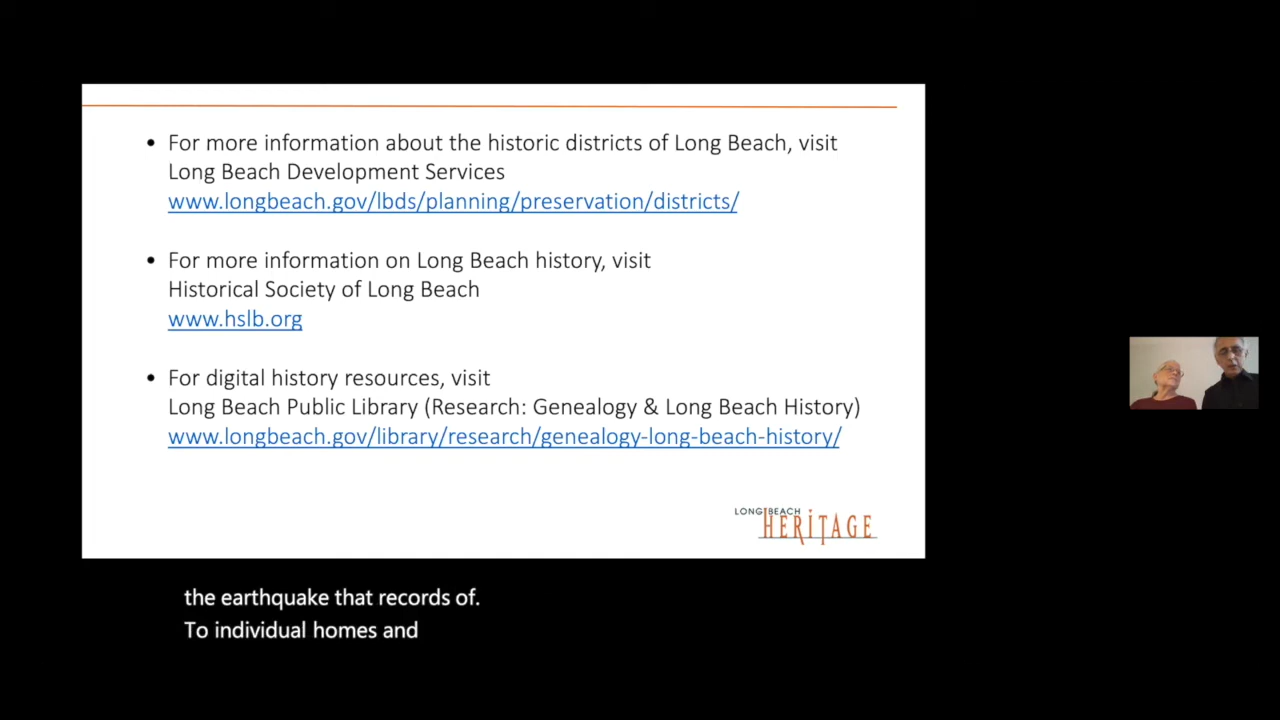 • For more information about the historic districts of Long Beach, visit
Long Beach Development Services
www.longbeach.gov/lbds/planning/preservation/districts/
• For more information on Long Beach history, visit
Historical Society of Long Beach
www.hslb.org
• For digital history resources, visit
Long Beach Public Library (Research: Genealogy & Long Beach History)
www.longbeach.gov/library/research/genealogy-long-beach-history/
LONG BEACH
HERITAGE
the earthquake that records of.
To individual homes and